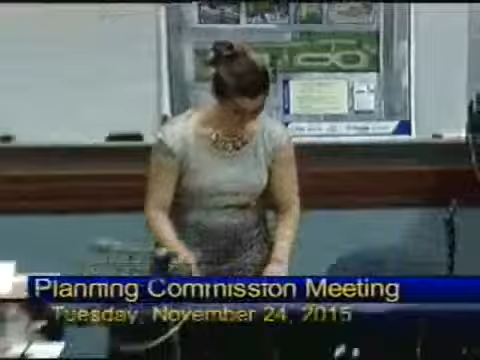 Planning Commission Meeting
Tuesday, November 24, 2015